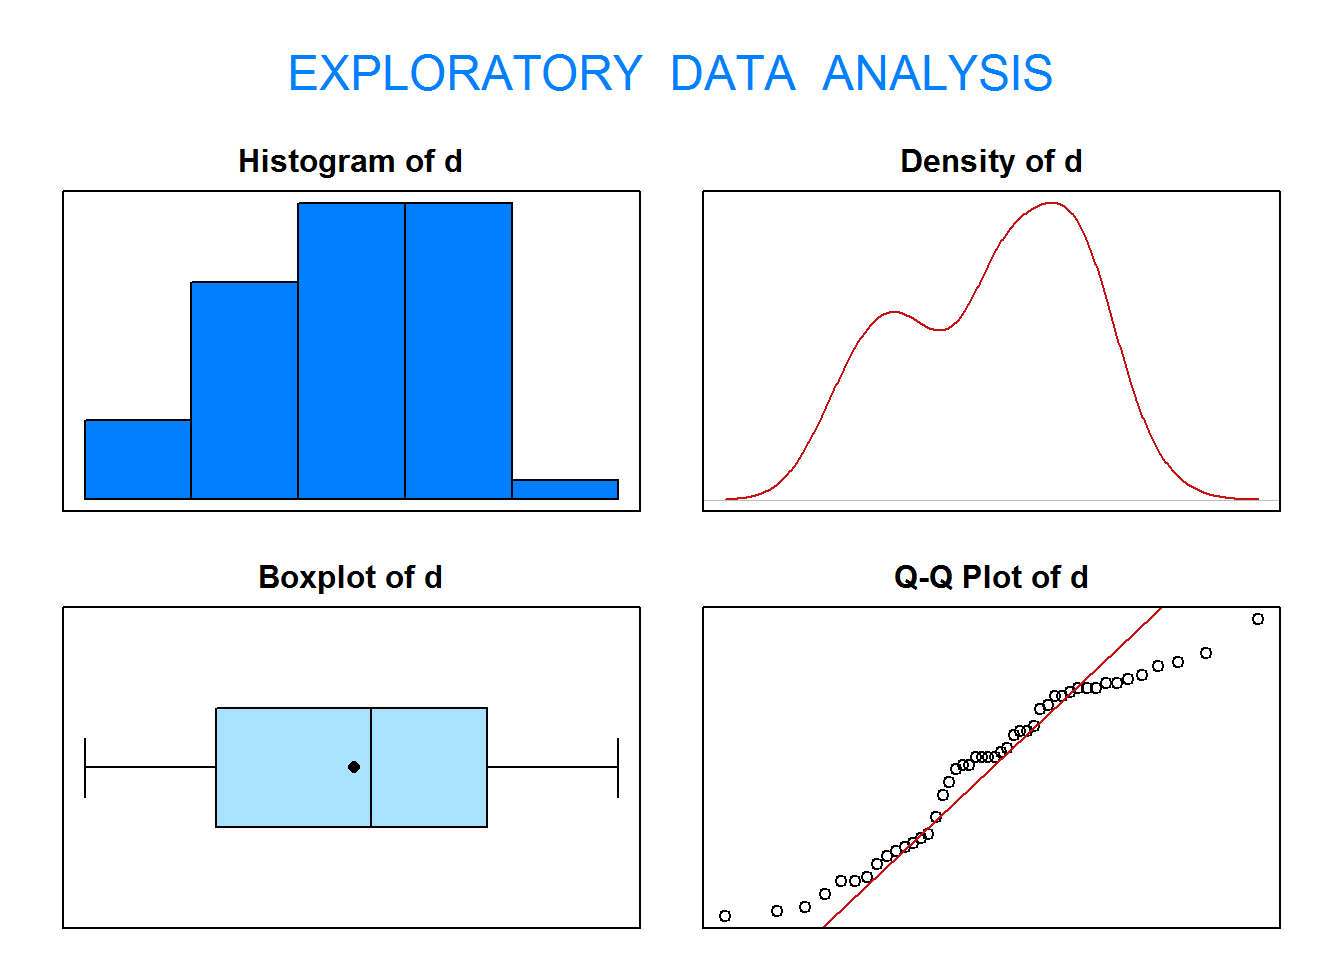 EXPLORATORY DATA ANALYSIS
Histogram of d
Density of d
Boxplot of d
Q-Q Plot of d